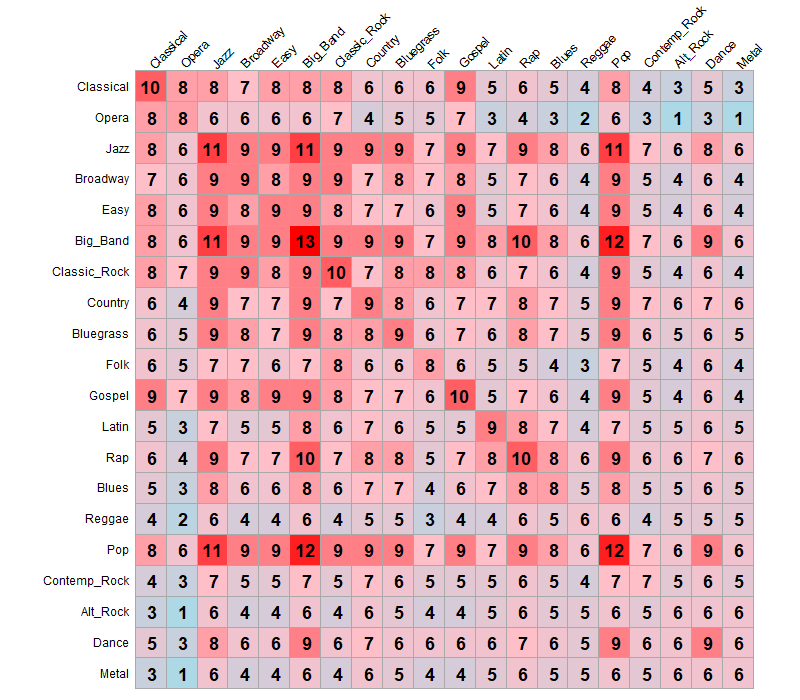 Classical Opera Jazz Broadway Easy Big_Band Classic_Rock Country Bluegrass Folk Gospel Latin Rap Blues Reggae Pop Contemp_Rock Alt_Rock Dance Metal
Classical 10 8 8 7 8 8 8 6 6 6 9 5 6 5 4 8 4 3 5 3
Opera 8 8 6 6 6 6 7 4 5 5 7 3 4 3 2 6 3 1 3 1
Jazz 8 6 11 9 9 11 9 9 9 7 9 7 9 8 6 11 7 6 8 6
Broadway 7 6 9 9 8 9 9 7 8 7 8 5 7 6 4 9 5 4 6 4
Easy 8 6 9 8 9 9 8 7 7 6 9 5 7 6 4 9 5 4 6 4
Big_Band 8 6 11 9 9 13 9 9 9 7 9 8 10 8 6 12 7 6 9 6
Classic_Rock 8 7 9 9 8 9 10 7 8 8 8 6 7 6 4 9 5 4 6 4
Country 6 4 9 7 7 9 7 9 8 6 7 7 8 7 5 9 7 6 7 6
Bluegrass 6 5 9 8 7 9 8 8 9 6 7 6 8 7 5 9 6 5 6 5
Folk 6 5 7 7 6 7 8 6 6 8 6 5 5 4 3 7 5 4 6 4
Gospel 9 7 9 8 9 9 8 7 7 6 10 5 7 6 4 9 5 4 6 4
Latin 5 3 7 5 5 8 6 7 6 5 5 9 8 7 4 7 5 5 6 5
Rap 6 4 9 7 7 10 7 8 8 5 7 8 10 8 6 9 6 6 7 6
Blues 5 3 8 6 6 8 6 7 7 4 6 7 8 8 5 8 5 5 6 5
Reggae 4 2 6 4 4 6 4 5 5 3 4 4 6 5 6 6 4 5 5 5
Pop 8 6 11 9 9 12 9 9 9 7 9 7 9 8 6 12 7 6 9 6
Contemp_Rock 4 3 7 5 5 7 5 7 6 5 5 5 6 5 4 7 7 6 6 5
Alt_Rock 3 1 6 4 4 6 4 6 5 4 4 5 6 5 5 6 5 6 6 6
Dance 5 3 8 6 6 9 6 7 6 6 6 6 7 6 5 9 6 6 9 6
Metal 3 1 6 4 4 6 4 6 5 4 4 5 6 5 5 6 5 6 6 6